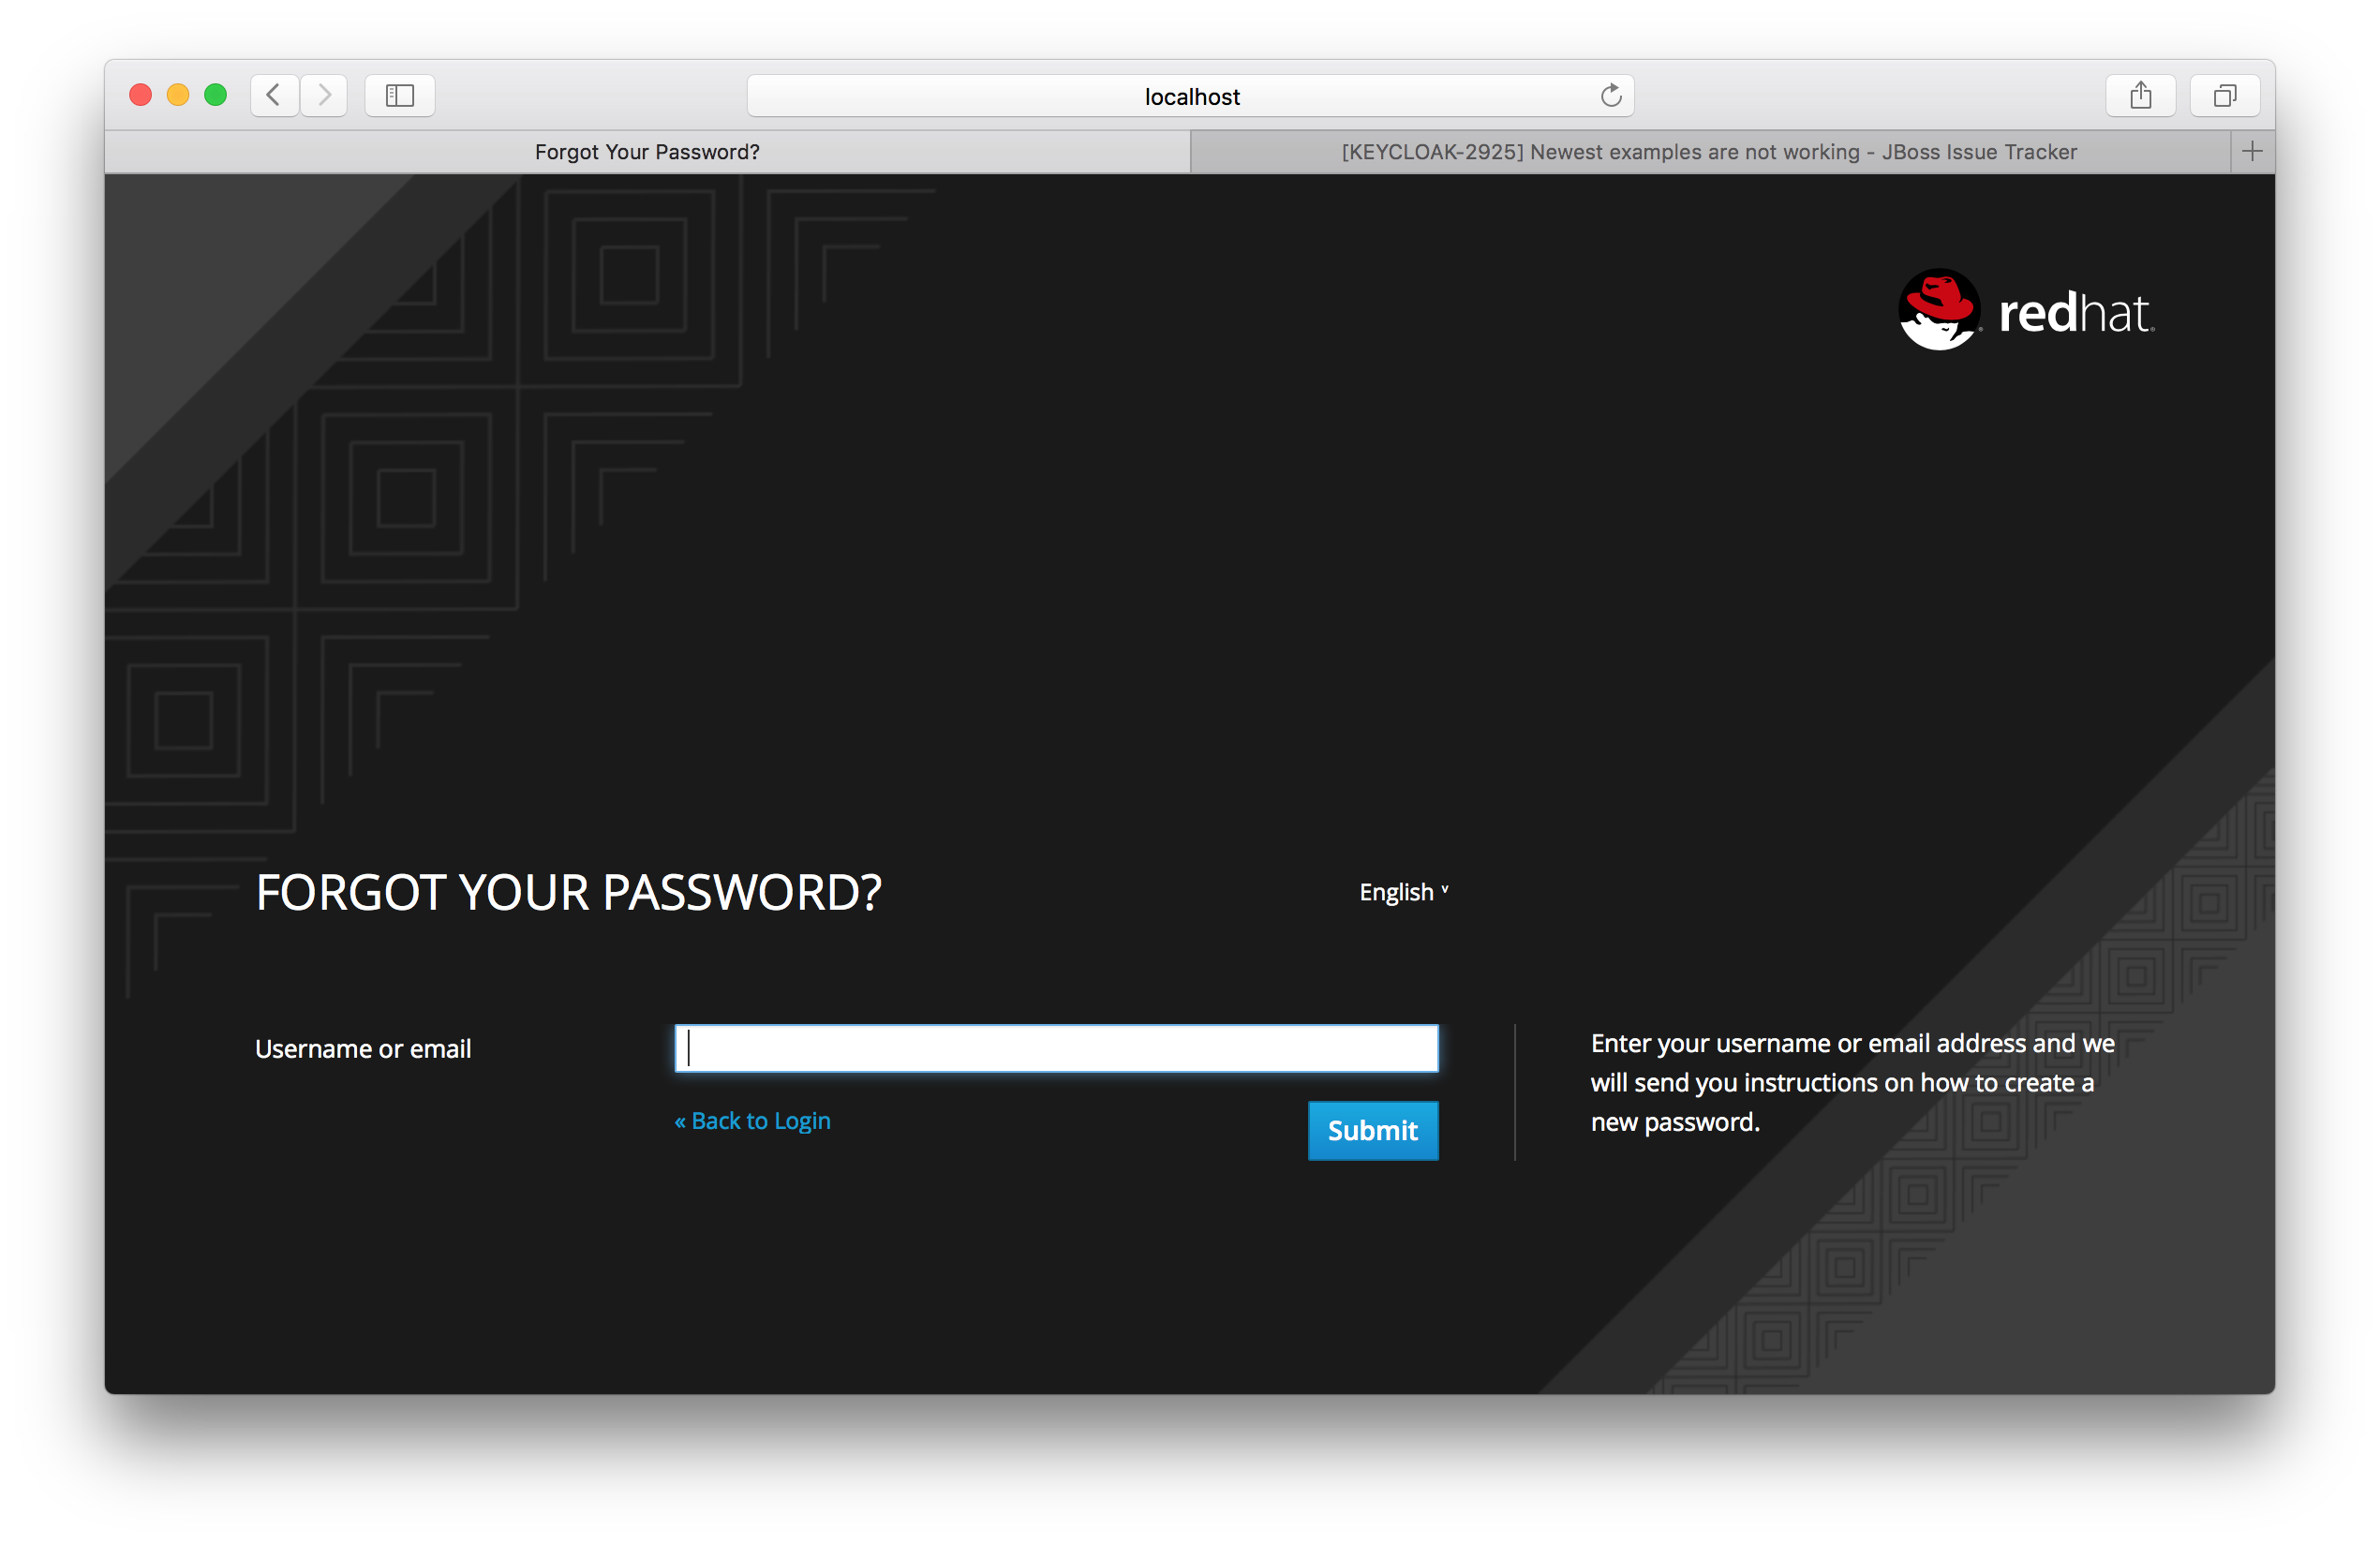 localhost
Forgot Your Password?
[KEYCLOAK-2925] Newest examples are not working - JBoss Issue Tracker
redhat.
FORGOT YOUR PASSWORD?
English ˅
Username or email
« Back to Login
Submit
Enter your username or email address and we
will send you instructions on how to create a
new password.